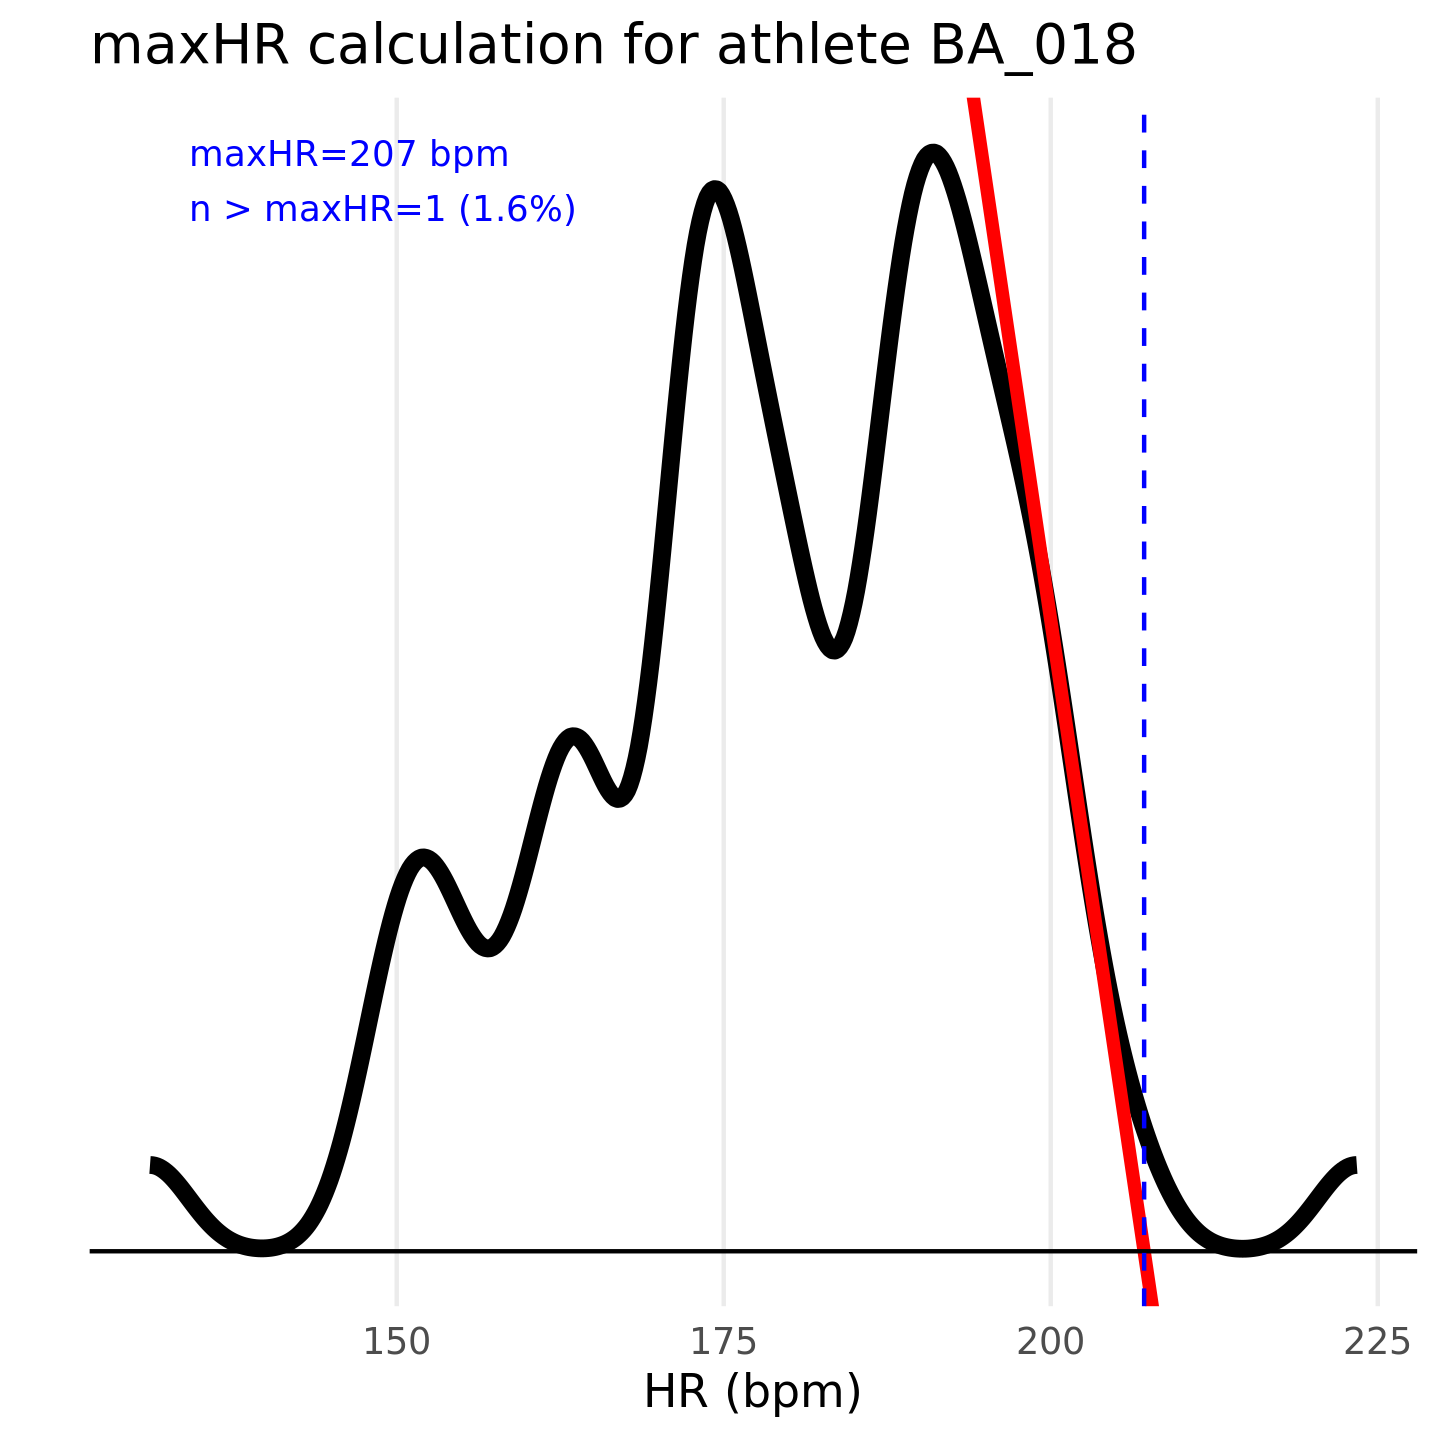 maxHR calculation for athlete BA_018
maxHR=207 bpm
n > maxHR=1 (1.6%)
150 175 200 225
HR (bpm)